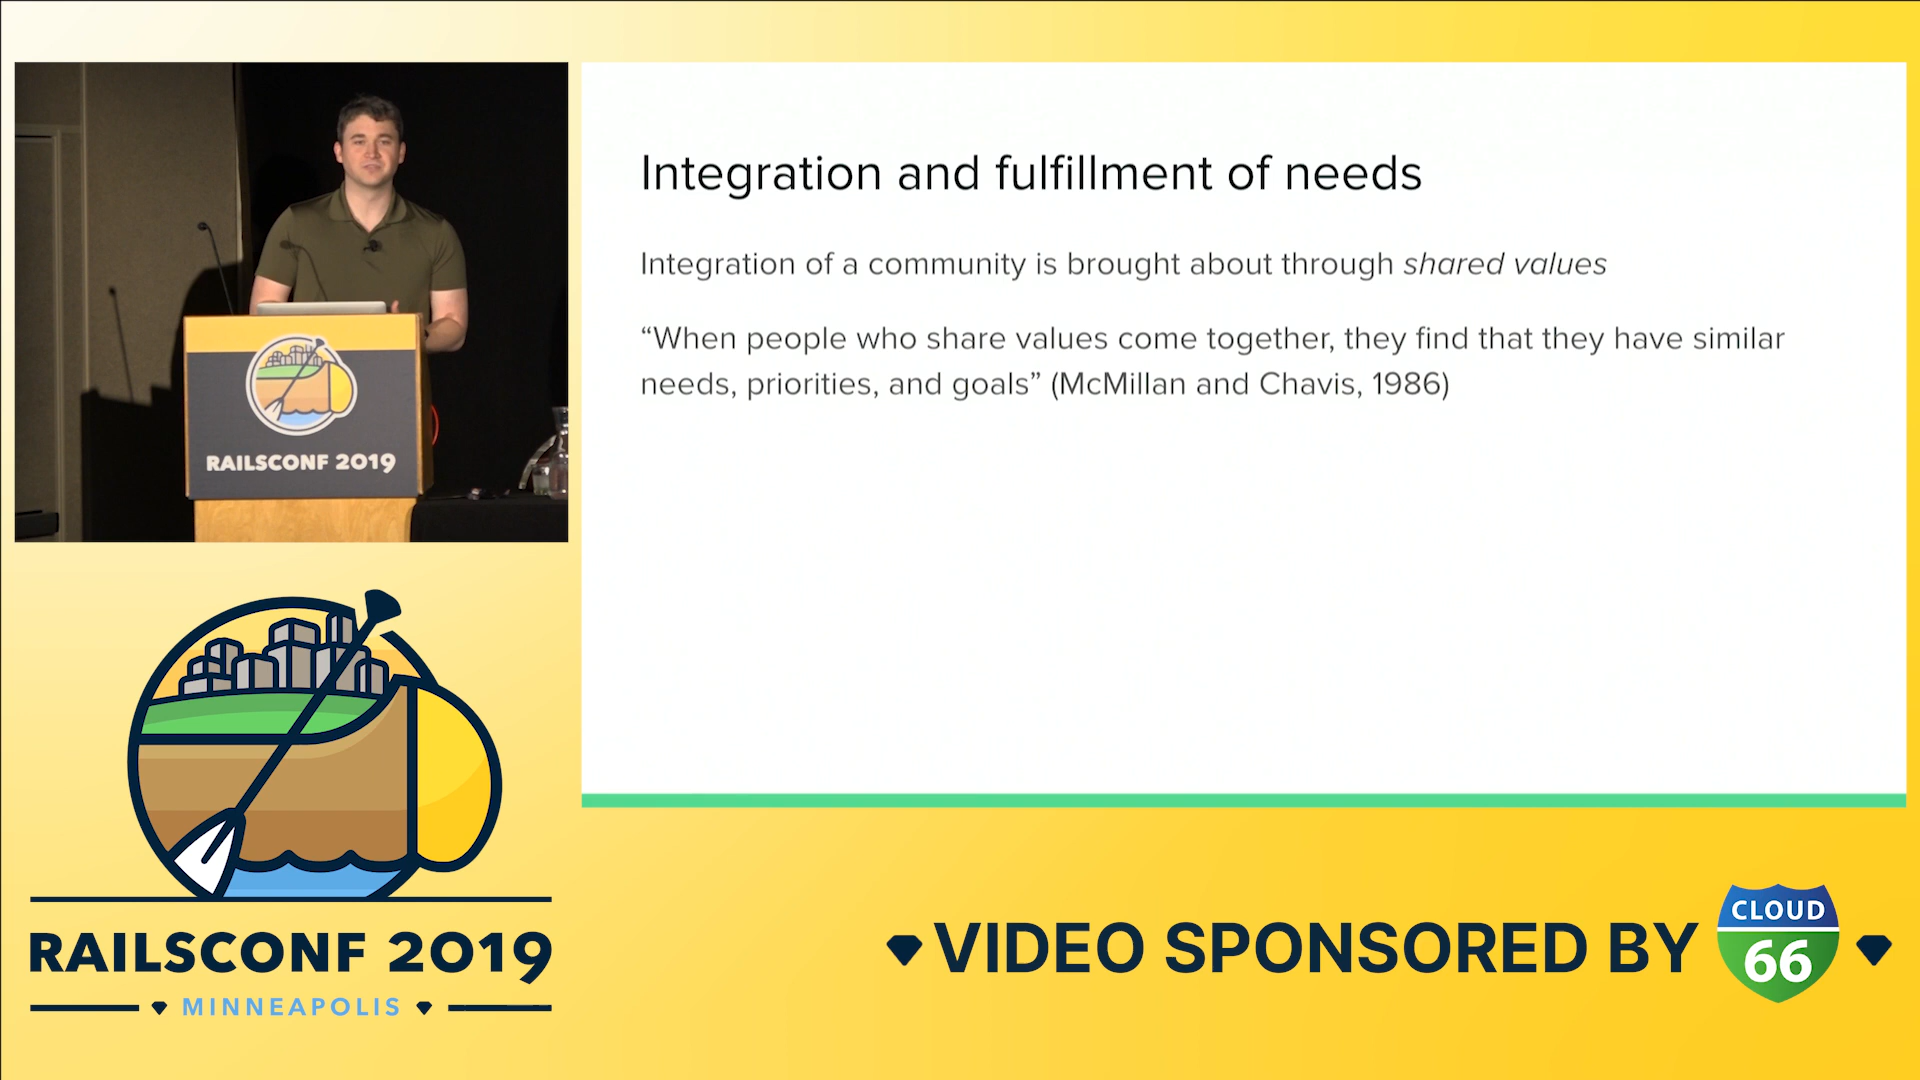 Integration and fulfillment of needs
Integration of a community is brought about through shared values
“When people who share values come together, they find that they have similar
needs, priorities, and goals” (McMillan and Chavis, 1986)
RAILSCONF 2019
RAILSCONF 2019
MINNEAPOLIS
VIDEO SPONSORED BY
CLOUD
66